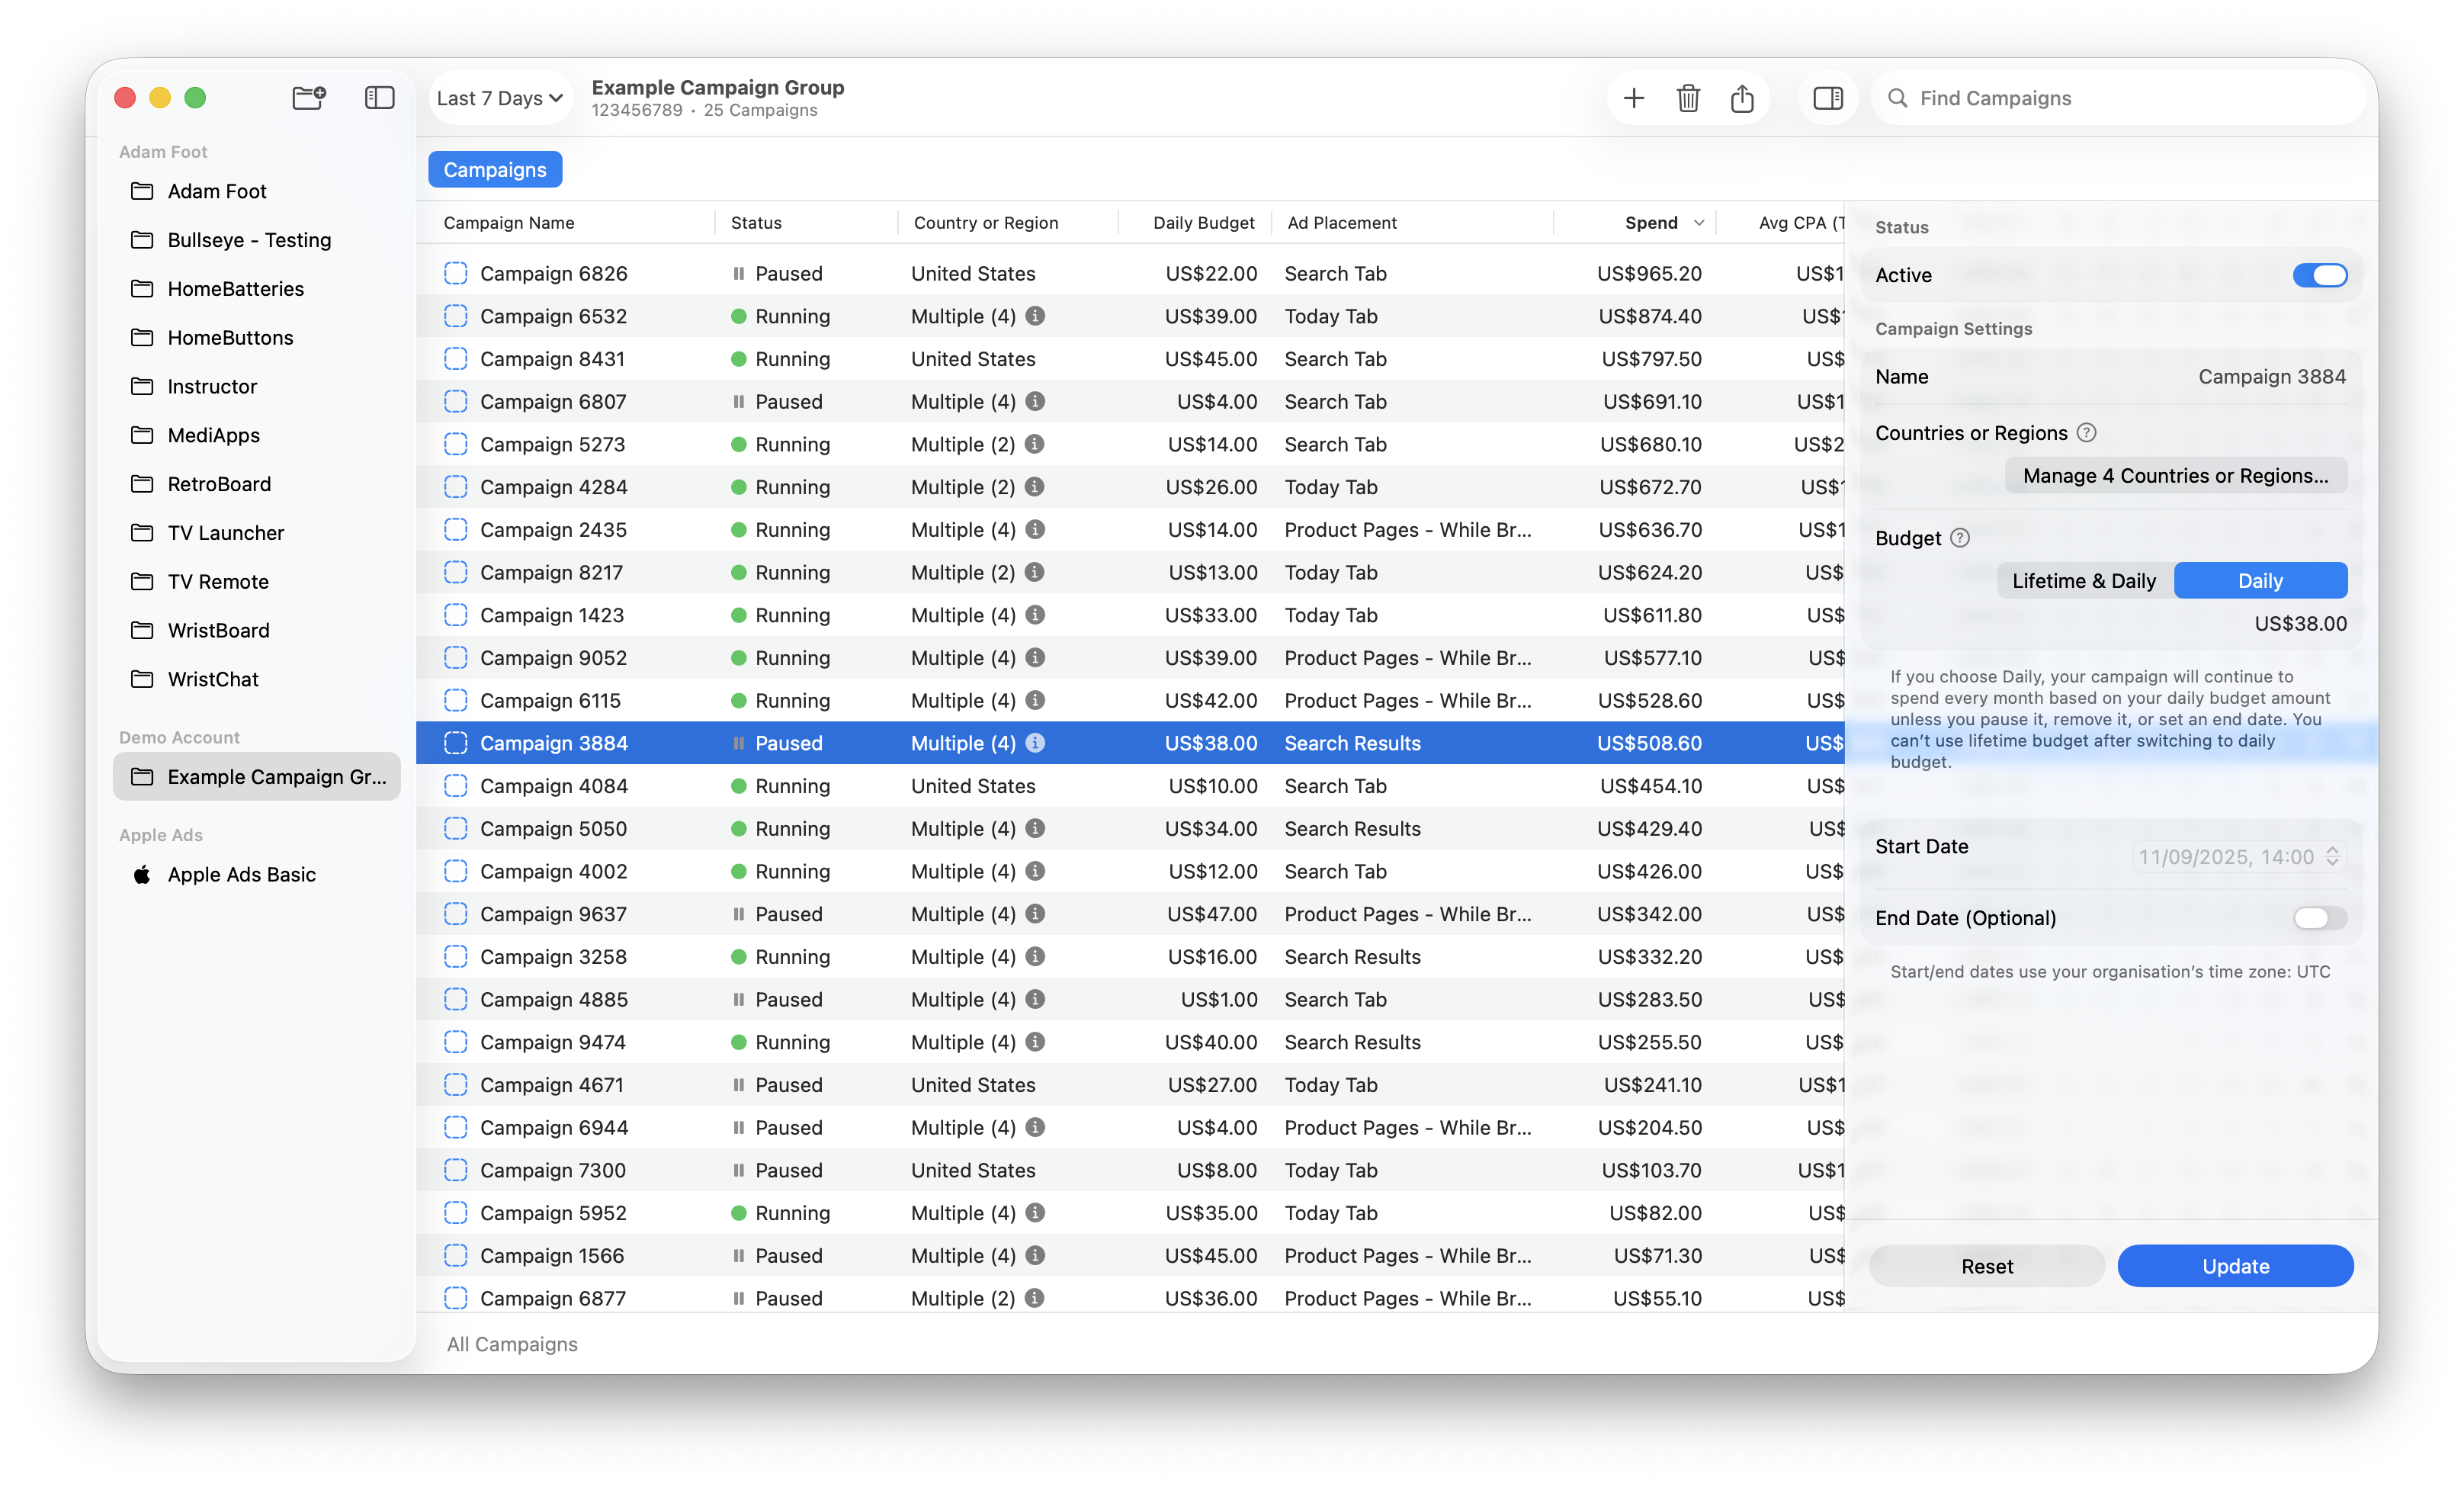 Last 7 Days
Example Campaign Group
123456789 · 25 Campaigns
Find Campaigns
Adam Foot
Adam Foot
Bullseye - Testing
HomeBatteries
HomeButtons
Instructor
MediApps
RetroBoard
TV Launcher
TV Remote
WristBoard
WristChat
Demo Account
Example Campaign Gr...
Apple Ads
Apple Ads Basic
Campaigns
Campaign Name Status Country or Region Daily Budget Ad Placement Spend Avg CPA (T
Campaign 6826 Paused United States US$22.00 Search Tab US$965.20 US$1
Campaign 6532 Running Multiple (4) US$39.00 Today Tab US$874.40 US$
Campaign 8431 Running United States US$45.00 Search Tab US$797.50 US$
Campaign 6807 Paused Multiple (4) US$4.00 Search Tab US$691.10 US$1
Campaign 5273 Running Multiple (2) US$14.00 Search Tab US$680.10 US$2
Campaign 4284 Running Multiple (2) US$26.00 Today Tab US$672.70 US$
Campaign 2435 Running Multiple (4) US$14.00 Product Pages - While Br... US$636.70 US$1
Campaign 8217 Running Multiple (2) US$13.00 Today Tab US$624.20 US$
Campaign 1423 Running Multiple (4) US$33.00 Today Tab US$611.80 US$
Campaign 9052 Running Multiple (4) US$39.00 Product Pages - While Br... US$577.10 US$
Campaign 6115 Running Multiple (4) US$42.00 Product Pages - While Br... US$528.60 US$
Campaign 3884 Paused Multiple (4) US$38.00 Search Results US$508.60 US$
Campaign 4084 Running United States US$10.00 Search Tab US$454.10 US$
Campaign 5050 Running Multiple (4) US$34.00 Search Results US$429.40 US$
Campaign 4002 Running Multiple (4) US$12.00 Search Tab US$426.00 US$
Campaign 9637 Paused Multiple (4) US$47.00 Product Pages - While Br... US$342.00 US$
Campaign 3258 Running Multiple (4) US$16.00 Search Results US$332.20 US$
Campaign 4885 Paused Multiple (4) US$1.00 Search Tab US$283.50 US$
Campaign 9474 Running Multiple (4) US$40.00 Search Results US$255.50 US$
Campaign 4671 Paused United States US$27.00 Today Tab US$241.10 US$1
Campaign 6944 Paused Multiple (4) US$4.00 Product Pages - While Br... US$204.50 US$
Campaign 7300 Paused United States US$8.00 Today Tab US$103.70 US$1
Campaign 5952 Running Multiple (4) US$35.00 Today Tab US$82.00 US$
Campaign 1566 Paused Multiple (4) US$45.00 Product Pages - While Br... US$71.30 US$
Campaign 6877 Paused Multiple (2) US$36.00 Product Pages - While Br... US$55.10 US$
All Campaigns
Status
Active
Campaign Settings
Name Campaign 3884
Countries or Regions
Manage 4 Countries or Regions...
Budget
Lifetime & Daily Daily
US$38.00
If you choose Daily, your campaign will continue to
spend every month based on your daily budget amount
unless you pause it, remove it, or set an end date. You
can’t use lifetime budget after switching to daily
budget.
Start Date 11/09/2025, 14:00
End Date (Optional)
Start/end dates use your organisation’s time zone: UTC
Reset Update